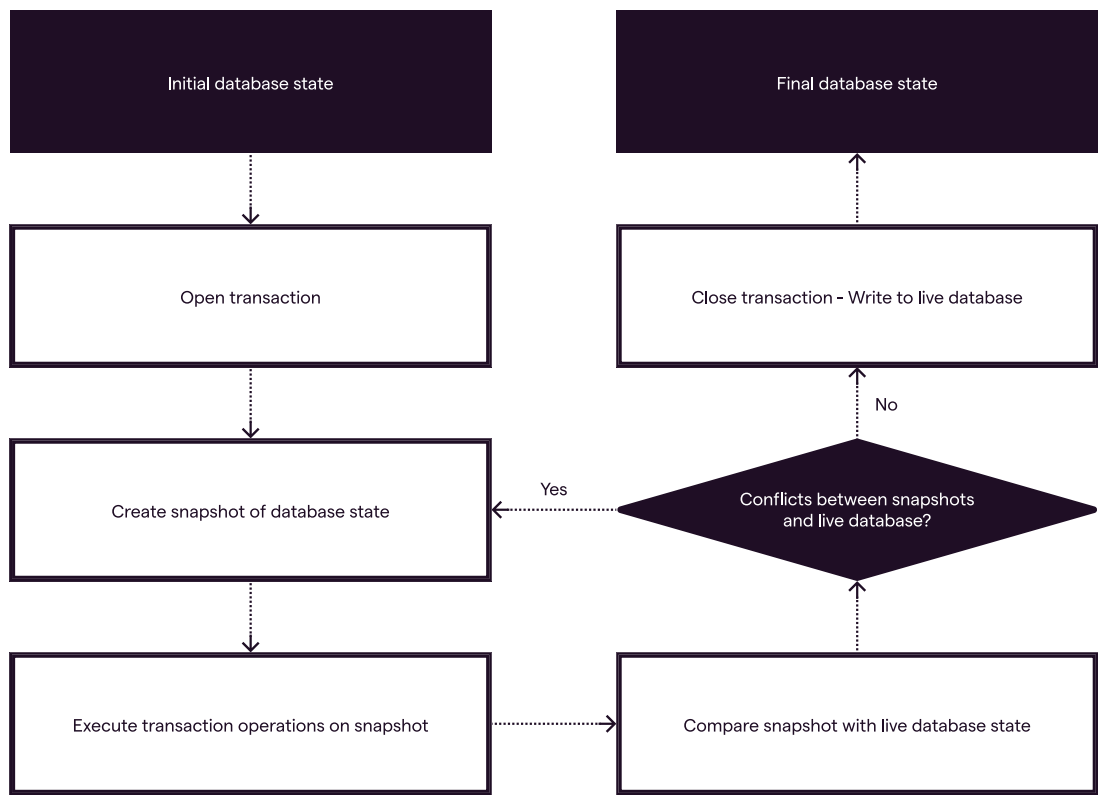 Initial database state
Open transaction
Create snapshot of database state
Execute transaction operations on snapshot
Compare snapshot with live database state
Conflicts between snapshots
and live database?
Yes
No
Close transaction - Write to live database
Final database state